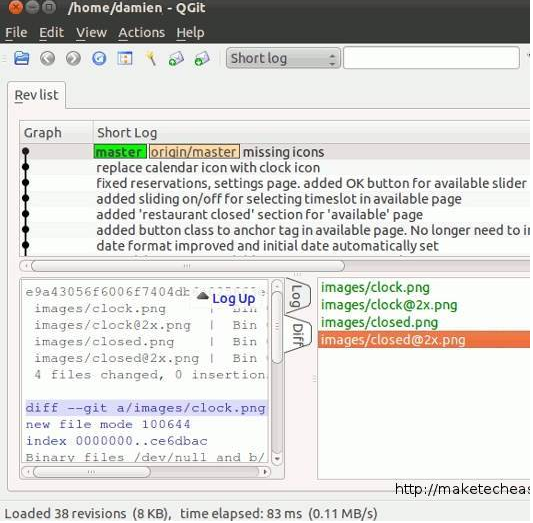 /home/damien - QGit
File Edit View Actions Help
Short log
Rev list
Graph Short Log
master origin/master missing icons
replace calendar icon with clock icon
fixed reservations, settings page. added OK button for available slider
added sliding on/off for selecting timeslot in available page
added 'restaurant closed' section for 'available' page
added button class to anchor tag in available page. No longer need to
date format improved and initial date automatically set
e9a43056f6006f7404db
Log Up
images/clock.png | Bin
images/clock@2x.png | Bin
images/closed.png | Bin
images/closed@2x.png | Bin
4 files changed, 0 insertion
diff --git a/images/clock.png
new file mode 100644
index 0000000..ce6dbac
Binary files /dev/null and b/
Log
Diff
images/clock.png
images/clock@2x.png
images/closed.png
images/closed@2x.png
http://maketecheas
Loaded 38 revisions (8 KB), time elapsed: 83 ms (0.11 MB/s)